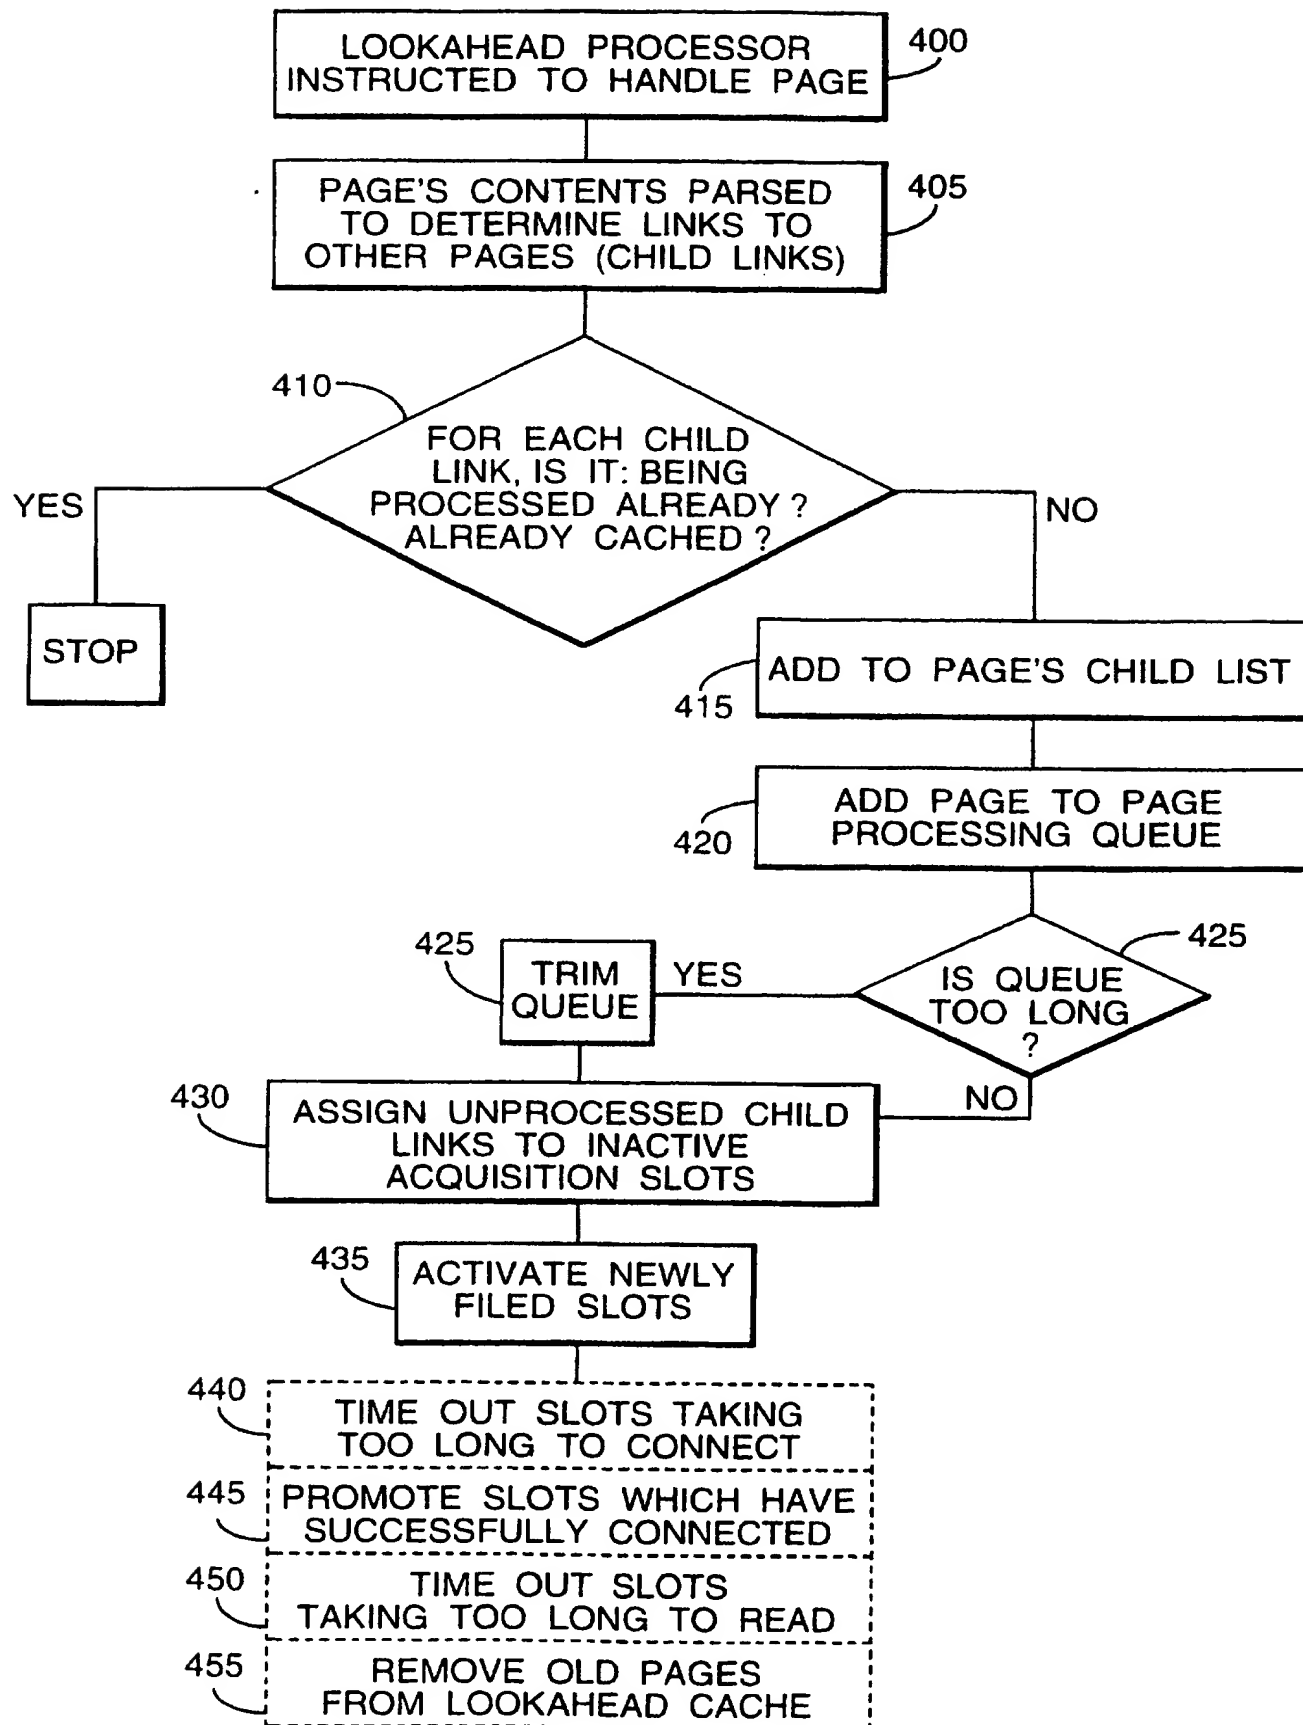 LOOKAHEAD PROCESSOR
INSTRUCTED TO HANDLE PAGE
400
PAGE'S CONTENTS PARSED
TO DETERMINE LINKS TO
OTHER PAGES (CHILD LINKS)
405
410
FOR EACH CHILD
LINK, IS IT: BEING
PROCESSED ALREADY ?
ALREADY CACHED ?
YES
NO
STOP
ADD TO PAGE'S CHILD LIST
415
ADD PAGE TO PAGE
PROCESSING QUEUE
420
425
TRIM
QUEUE
YES
IS QUEUE
TOO LONG
?
425
NO
430
ASSIGN UNPROCESSED CHILD
LINKS TO INACTIVE
ACQUISITION SLOTS
435
ACTIVATE NEWLY
FILED SLOTS
440
TIME OUT SLOTS TAKING
TOO LONG TO CONNECT
445
PROMOTE SLOTS WHICH HAVE
SUCCESSFULLY CONNECTED
450
TIME OUT SLOTS
TAKING TOO LONG TO READ
455
REMOVE OLD PAGES
FROM LOOKAHEAD CACHE